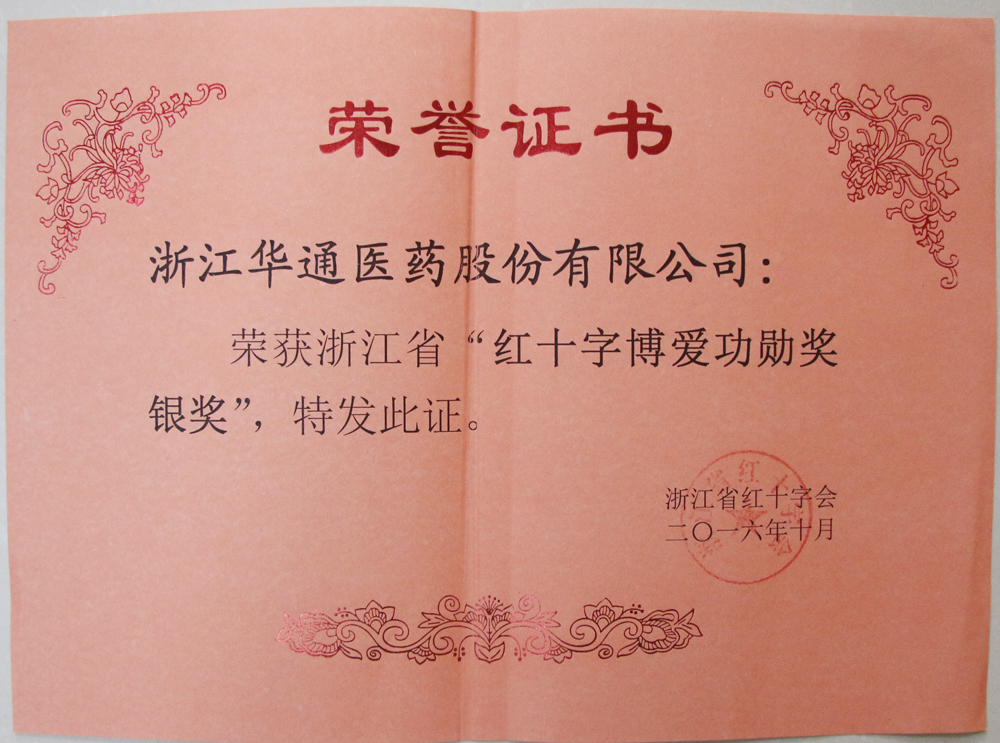 荣誉证书
浙江华通医药股份有限公司：
荣获浙江省“红十字博爱功勋奖
银奖”，特发此证。
浙江省红十字会
二〇一六年十月